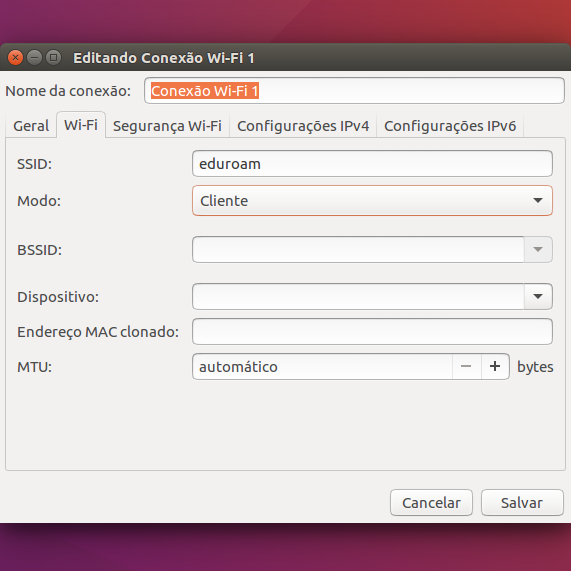 Editando Conexão Wi-Fi 1
Nome da conexão: Conexão Wi-Fi 1
Geral Wi-Fi Segurança Wi-Fi Configurações IPv4 Configurações IPv6
SSID: eduroam
Modo: Cliente
BSSID:
Dispositivo:
Endereço MAC clonado:
MTU: automático − + bytes
Cancelar Salvar